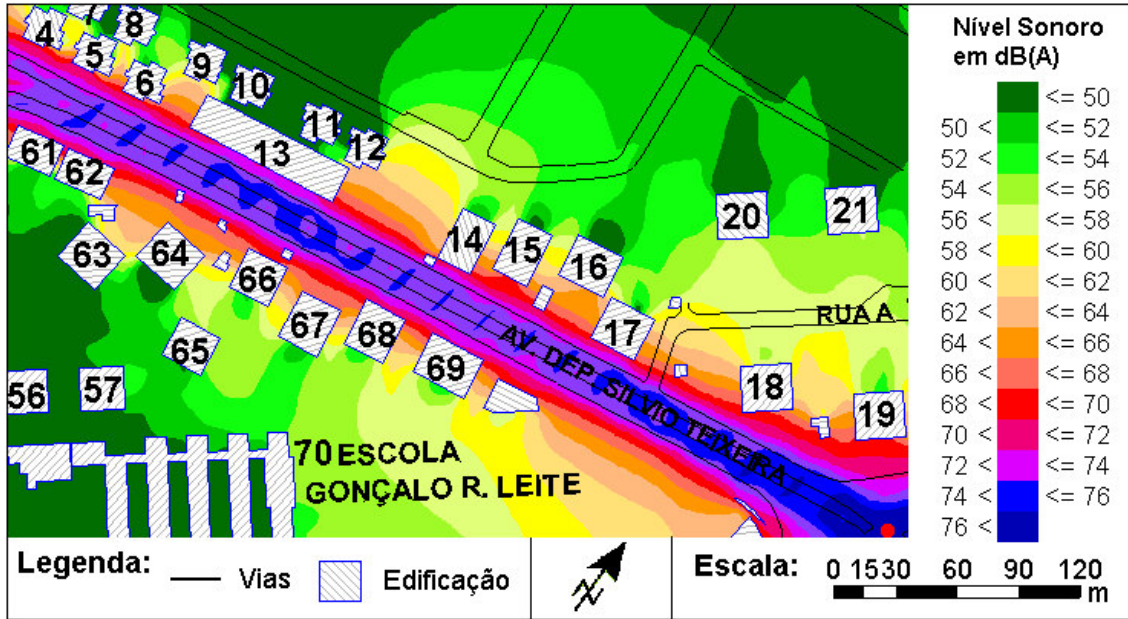 4
7
8
5
6
9
10
11
12
13
61
62
63
64
65
66
67
68
69
14
15
16
17
18
19
20
21
56
57
RUA A
AV. DEP. SILVIO TEIXEIRA
70 ESCOLA
GONÇALO R. LEITE
Nível Sonoro
em dB(A)
<= 50
50 < <= 52
52 < <= 54
54 < <= 56
56 < <= 58
58 < <= 60
60 < <= 62
62 < <= 64
64 < <= 66
66 < <= 68
68 < <= 70
70 < <= 72
72 < <= 74
74 < <= 76
76 <
Legenda: Vias Edificação
N
Escala: 0 15 30 60 90 120
m